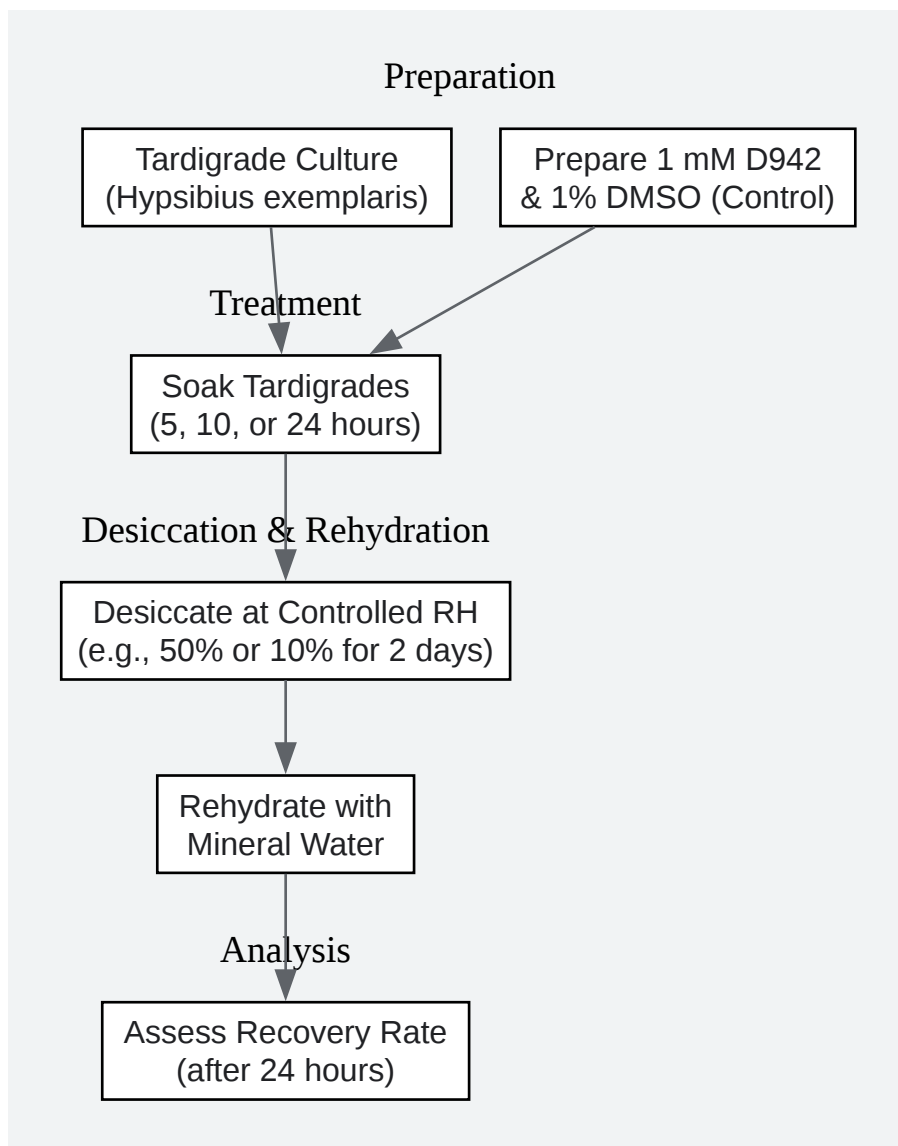 Preparation
Tardigrade Culture
(Hypsibius exemplaris)
Prepare 1 mM D942
& 1% DMSO (Control)
Treatment
Soak Tardigrades
(5, 10, or 24 hours)
Desiccation & Rehydration
Desiccate at Controlled RH
(e.g., 50% or 10% for 2 days)
Rehydrate with
Mineral Water
Analysis
Assess Recovery Rate
(after 24 hours)